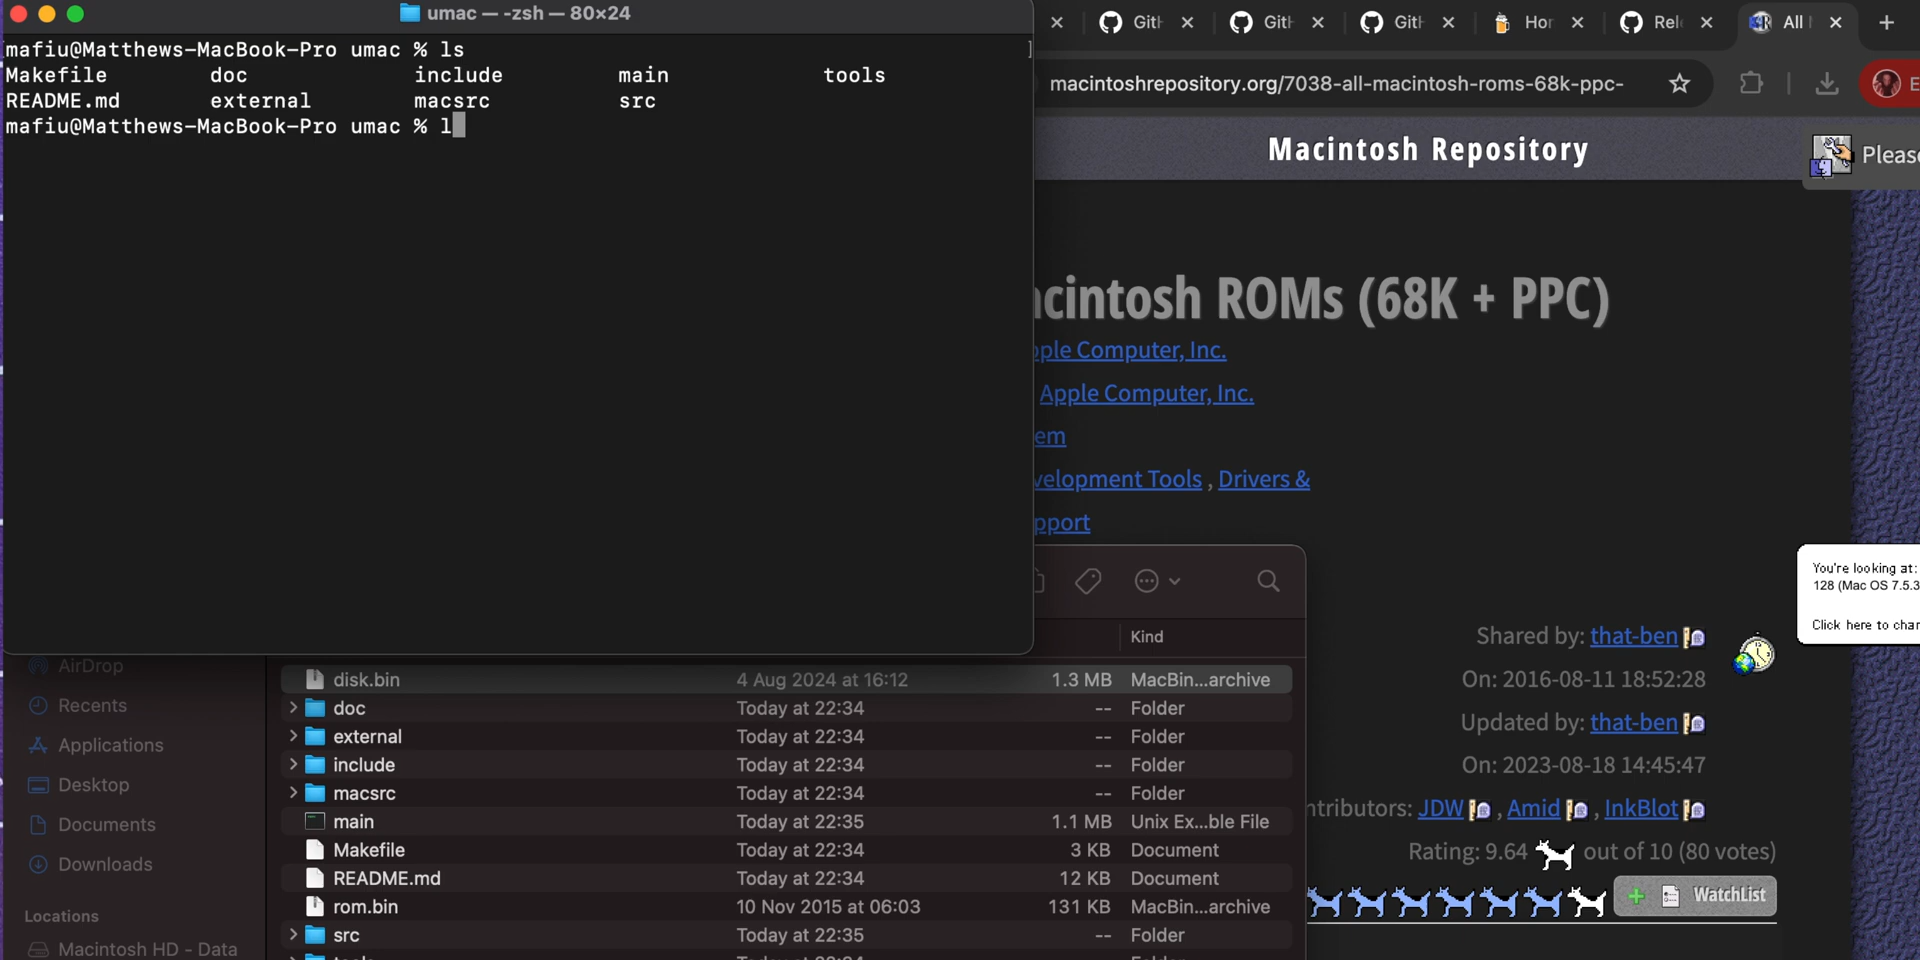 umac — -zsh — 80×24
mafiu@Matthews-MacBook-Pro umac % ls
Makefile doc include main tools
README.md external macsrc src
mafiu@Matthews-MacBook-Pro umac % l
Gith Gith Gith Hor Rel All
macintoshrepository.org/7038-all-macintosh-roms-68k-ppc-
Macintosh Repository
Pleas
cintosh ROMs (68K + PPC)
ple Computer, Inc.
Apple Computer, Inc.
em
velopment Tools , Drivers &
pport
You're looking at:
128 (Mac OS 7.5.3
Click here to char
Shared by: that-ben
On: 2016-08-11 18:52:28
Updated by: that-ben
On: 2023-08-18 14:45:47
ntributors: JDW , Amid , InkBlot
Rating: 9.64 out of 10 (80 votes)
WatchList
Kind
AirDrop
Recents
Applications
Desktop
Documents
Downloads
Locations
Macintosh HD - Data
disk.bin 4 Aug 2024 at 16:12 1.3 MB MacBin...archive
doc Today at 22:34 -- Folder
external Today at 22:34 -- Folder
include Today at 22:34 -- Folder
macsrc Today at 22:34 -- Folder
main Today at 22:35 1.1 MB Unix Ex...ble File
Makefile Today at 22:34 3 KB Document
README.md Today at 22:34 12 KB Document
rom.bin 10 Nov 2015 at 06:03 131 KB MacBin...archive
src Today at 22:35 -- Folder